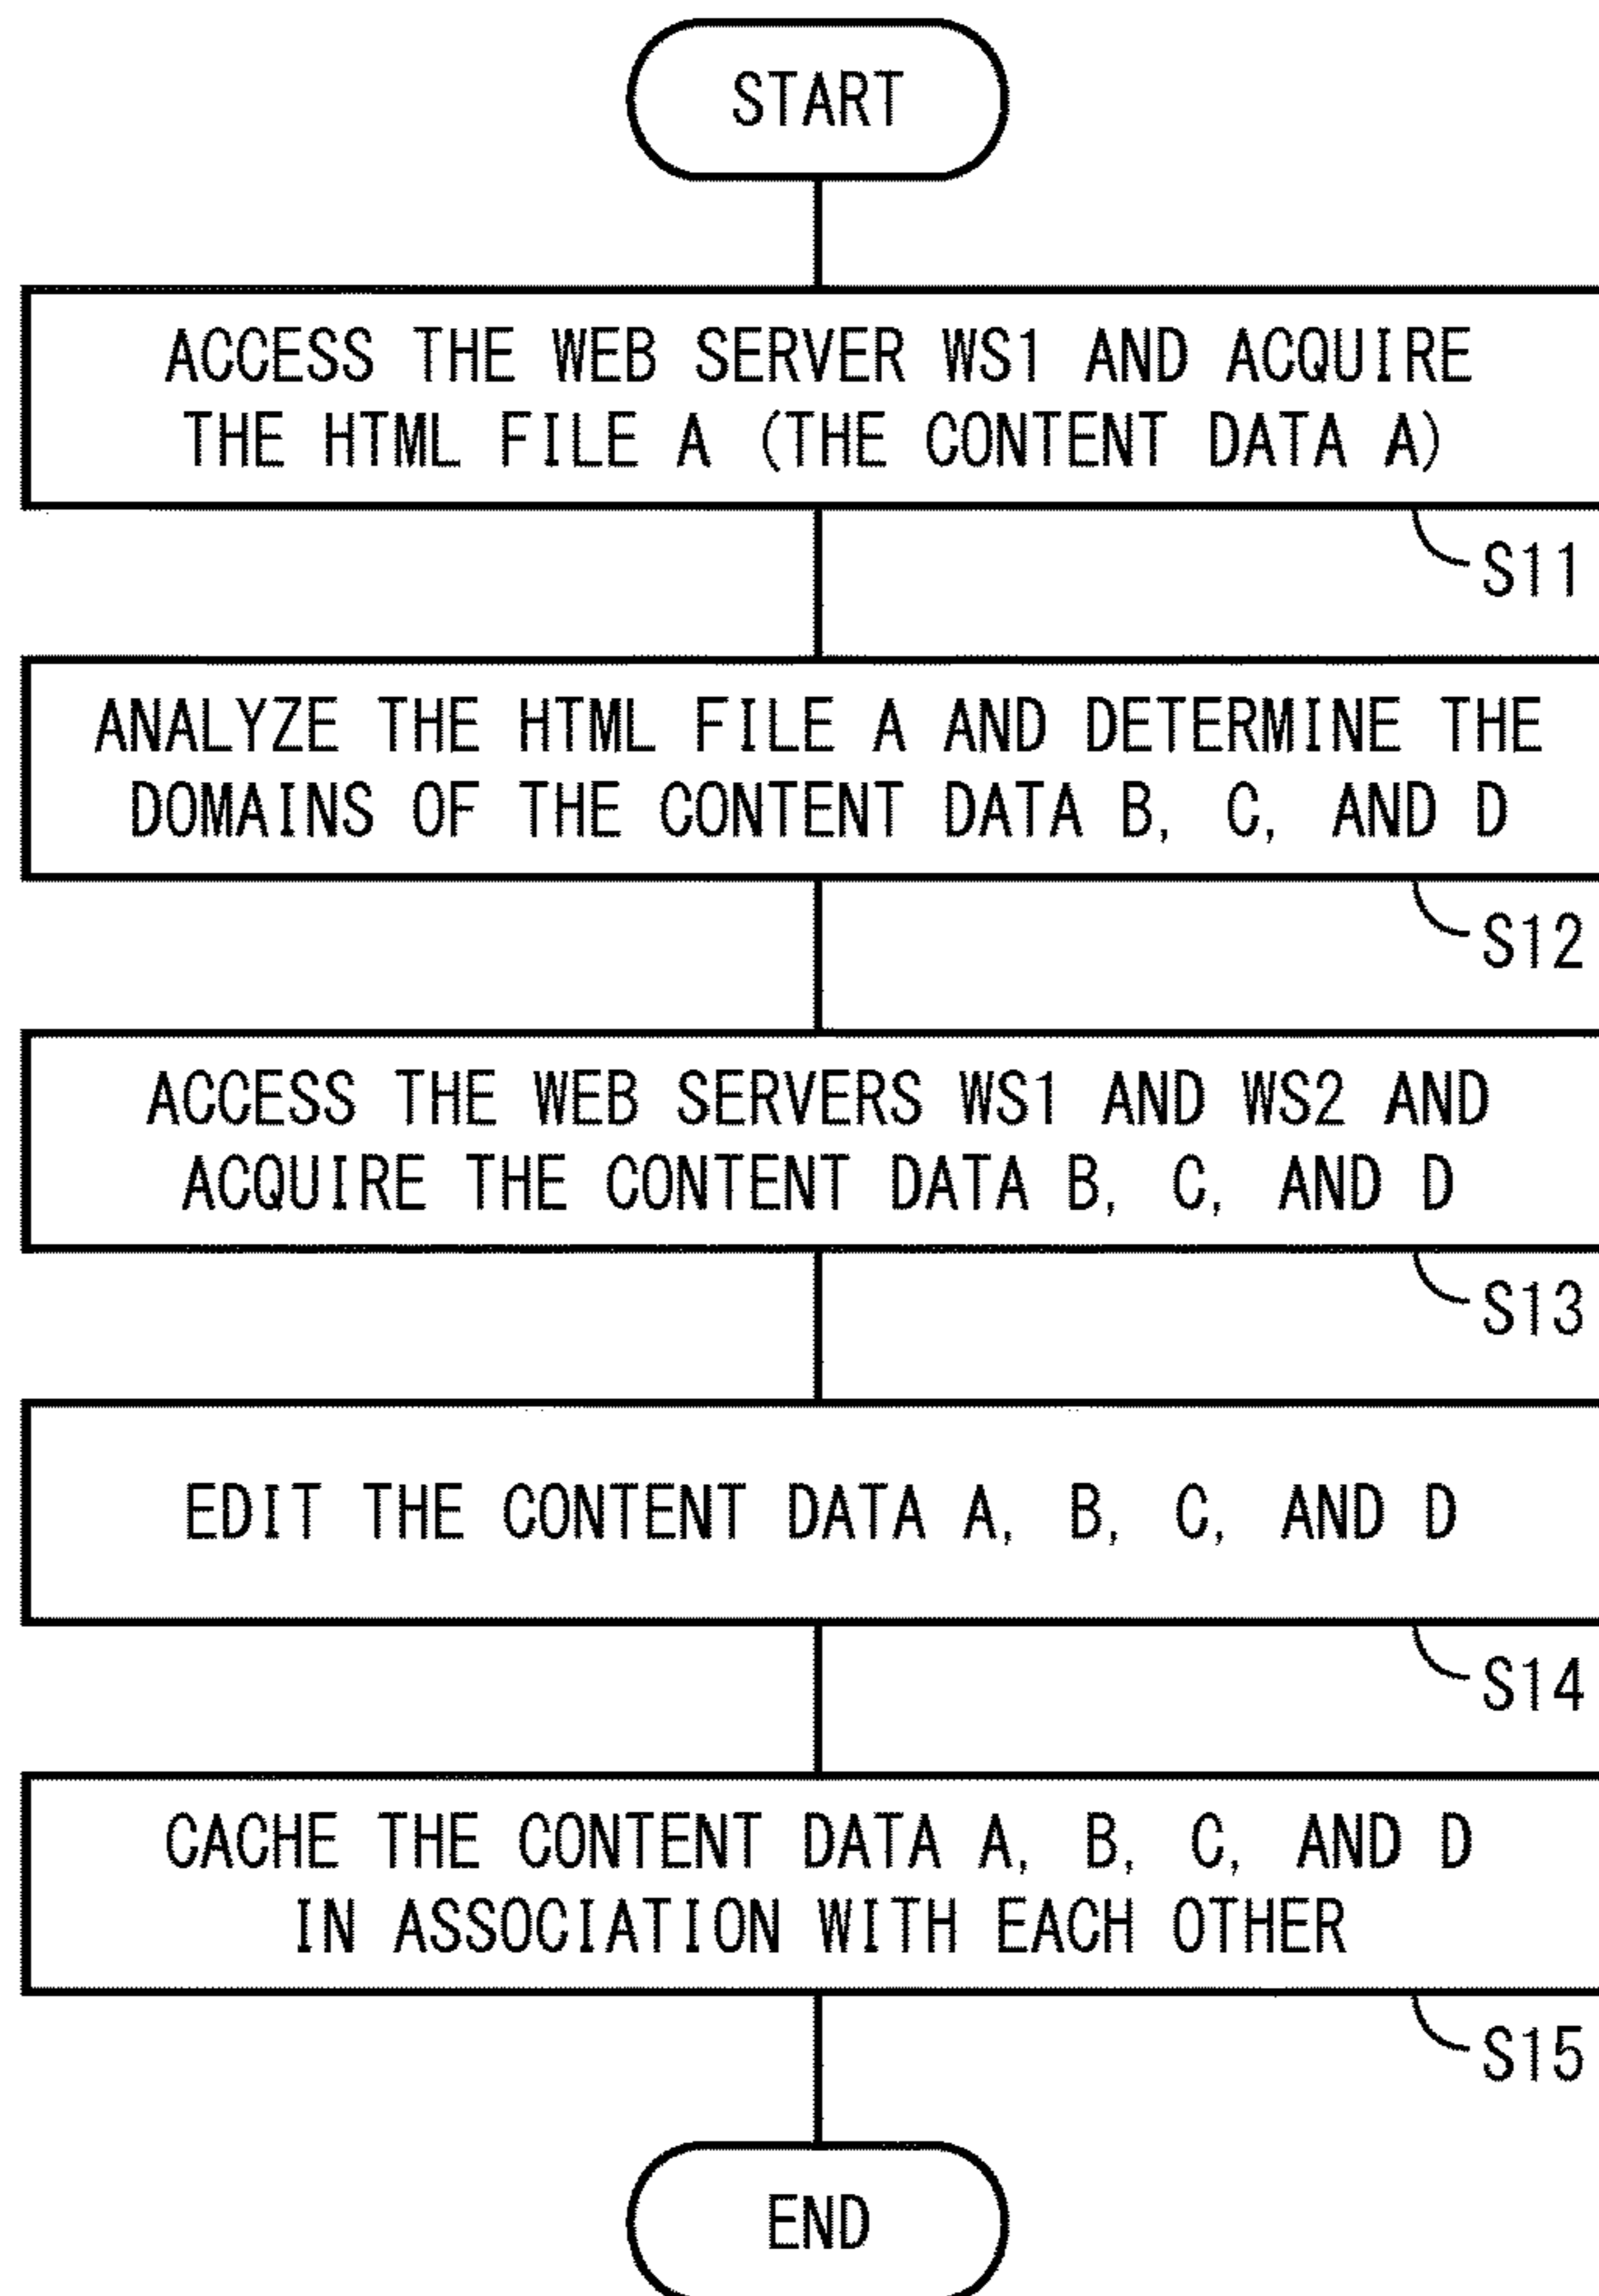 START
ACCESS THE WEB SERVER WS1 AND ACQUIRE
THE HTML FILE A (THE CONTENT DATA A)
S11
ANALYZE THE HTML FILE A AND DETERMINE THE
DOMAINS OF THE CONTENT DATA B, C, AND D
S12
ACCESS THE WEB SERVERS WS1 AND WS2 AND
ACQUIRE THE CONTENT DATA B, C, AND D
S13
EDIT THE CONTENT DATA A, B, C, AND D
S14
CACHE THE CONTENT DATA A, B, C, AND D
IN ASSOCIATION WITH EACH OTHER
S15
END